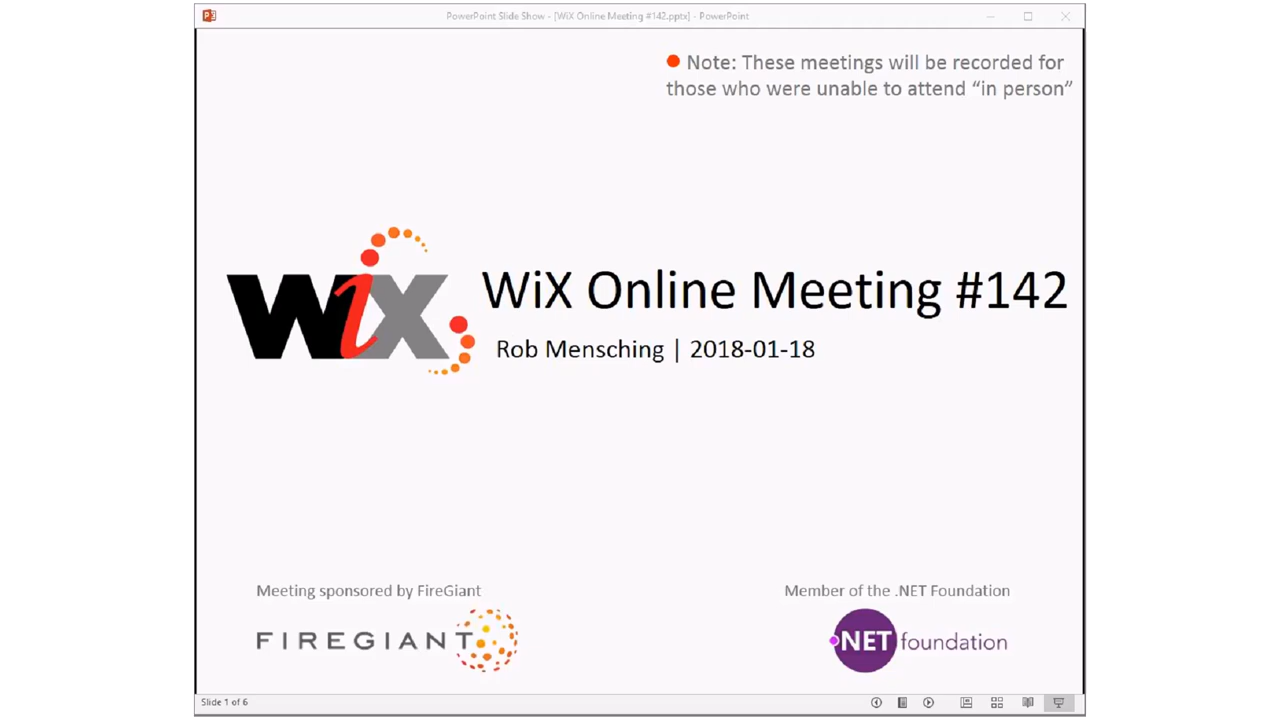 PowerPoint Slide Show - [WiX Online Meeting #142.pptx] - PowerPoint
Note: These meetings will be recorded for
those who were unable to attend “in person”
WiX
WiX Online Meeting #142
Rob Mensching | 2018-01-18
Meeting sponsored by FireGiant
Member of the .NET Foundation
FIREGIANT
.NET foundation
Slide 1 of 6